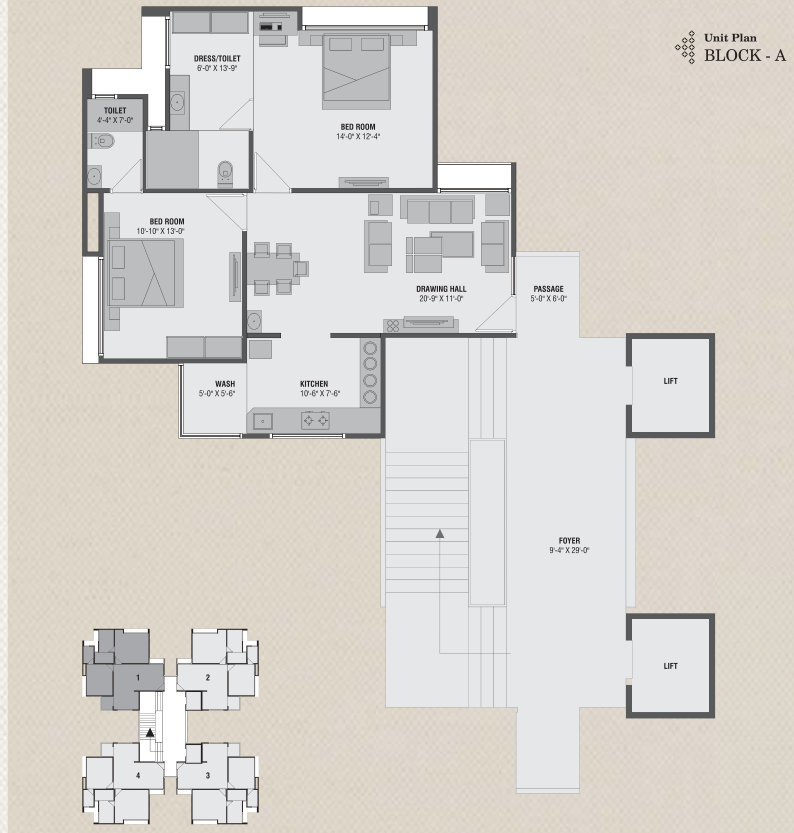 Unit Plan
BLOCK - A
DRESS/TOILET
6'-0" X 13'-9"
TOILET
4'-4" X 7'-0"
BED ROOM
14'-0" X 12'-4"
BED ROOM
10'-10" X 13'-0"
DRAWING HALL
20'-9" X 11'-0"
PASSAGE
5'-0" X 6'-0"
WASH
5'-0" X 5'-6"
KITCHEN
10'-6" X 7'-6"
LIFT
FOYER
9'-4" X 29'-0"
LIFT
1
2
4
3